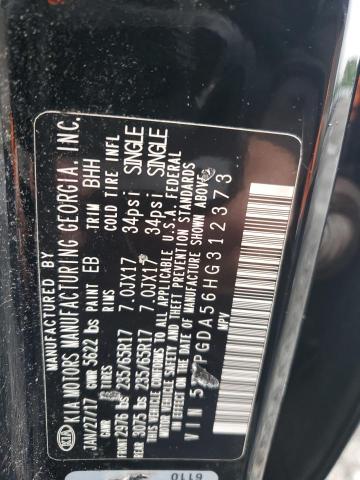 MANUFACTURED BY
KIA MOTORS MANUFACTURING GEORGIA, INC.
JAN/27/17 GVWR 5622 LBS PAINT EB TRIM BHH
GAWR TIRES RIMS COLD TIRE INFL
FRONT 2976 LBS 235/65R17 7.0JX17 34psi SINGLE
REAR 3075 LBS 235/65R17 7.0JX17 34psi SINGLE
THIS VEHICLE CONFORMS TO ALL APPLICABLE U.S.A. FEDERAL
MOTOR VEHICLE SAFETY AND THEFT PREVENTION STANDARDS
IN EFFECT ON THE DATE OF MANUFACTURE SHOWN ABOVE.
VIN PGDA56HG312373
MPV
KIA
6110